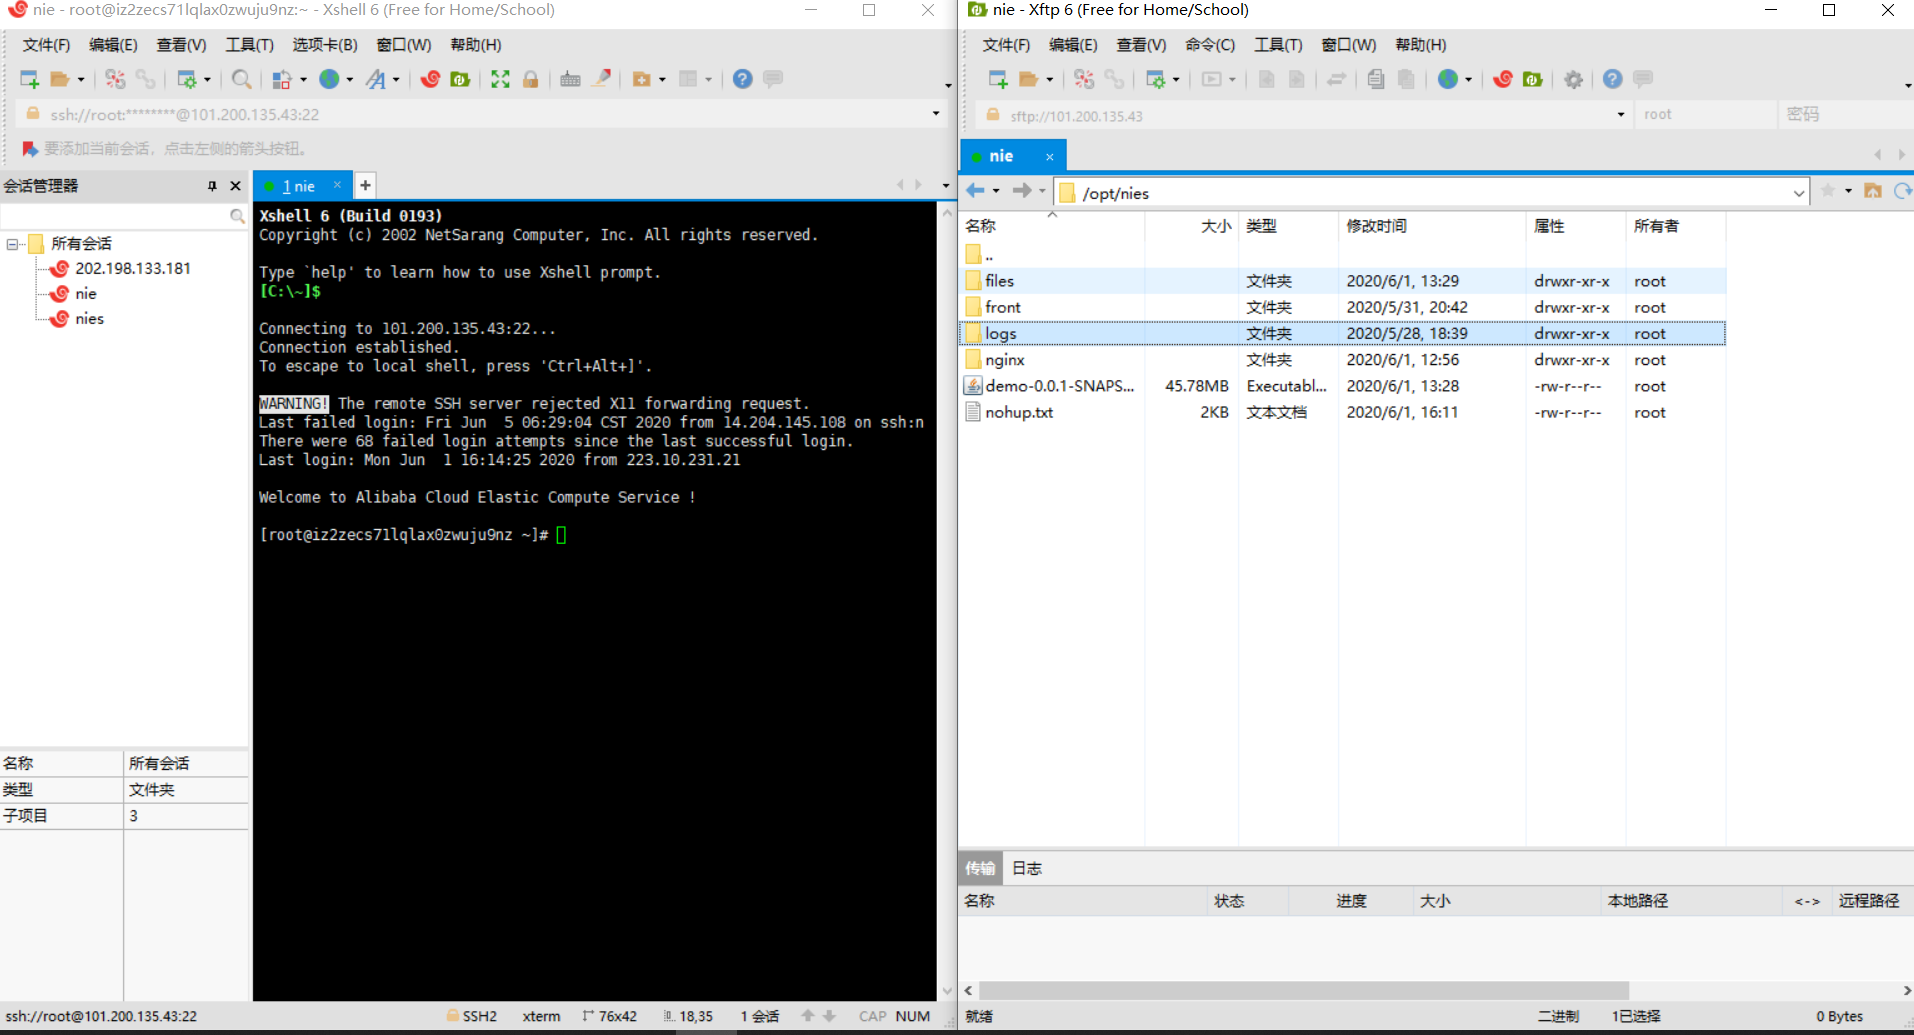 nie - root@iz2zecs71lqlax0zwuju9nz:~ - Xshell 6 (Free for Home/School)
文件(F) 编辑(E) 查看(V) 工具(T) 选项卡(B) 窗口(W) 帮助(H)
ssh://root:********@101.200.135.43:22
要添加当前会话，点击左侧的箭头按钮。
会话管理器
所有会话
202.198.133.181
nie
nies
名称 所有会话
类型 文件夹
子项目 3
1 nie
Xshell 6 (Build 0193)
Copyright (c) 2002 NetSarang Computer, Inc. All rights reserved.
Type `help' to learn how to use Xshell prompt.
[C:\~]$
Connecting to 101.200.135.43:22...
Connection established.
To escape to local shell, press 'Ctrl+Alt+]'.
WARNING! The remote SSH server rejected X11 forwarding request.
Last failed login: Fri Jun  5 06:29:04 CST 2020 from 14.204.145.108 on ssh:n
There were 68 failed login attempts since the last successful login.
Last login: Mon Jun  1 16:14:25 2020 from 223.10.231.21
Welcome to Alibaba Cloud Elastic Compute Service !
[root@iz2zecs71lqlax0zwuju9nz ~]#
ssh://root@101.200.135.43:22 SSH2 xterm 76x42 18,35 1 会话 CAP NUM
nie - Xftp 6 (Free for Home/School)
文件(F) 编辑(E) 查看(V) 命令(C) 工具(T) 窗口(W) 帮助(H)
sftp://101.200.135.43 root 密码
nie
/opt/nies
名称 大小 类型 修改时间 属性 所有者
..
files 文件夹 2020/6/1, 13:29 drwxr-xr-x root
front 文件夹 2020/5/31, 20:42 drwxr-xr-x root
logs 文件夹 2020/5/28, 18:39 drwxr-xr-x root
nginx 文件夹 2020/6/1, 12:56 drwxr-xr-x root
demo-0.0.1-SNAPS... 45.78MB Executabl... 2020/6/1, 13:28 -rw-r--r-- root
nohup.txt 2KB 文本文档 2020/6/1, 16:11 -rw-r--r-- root
传输 日志
名称 状态 进度 大小 本地路径 <-> 远程路径
就绪 二进制 1已选择 0 Bytes